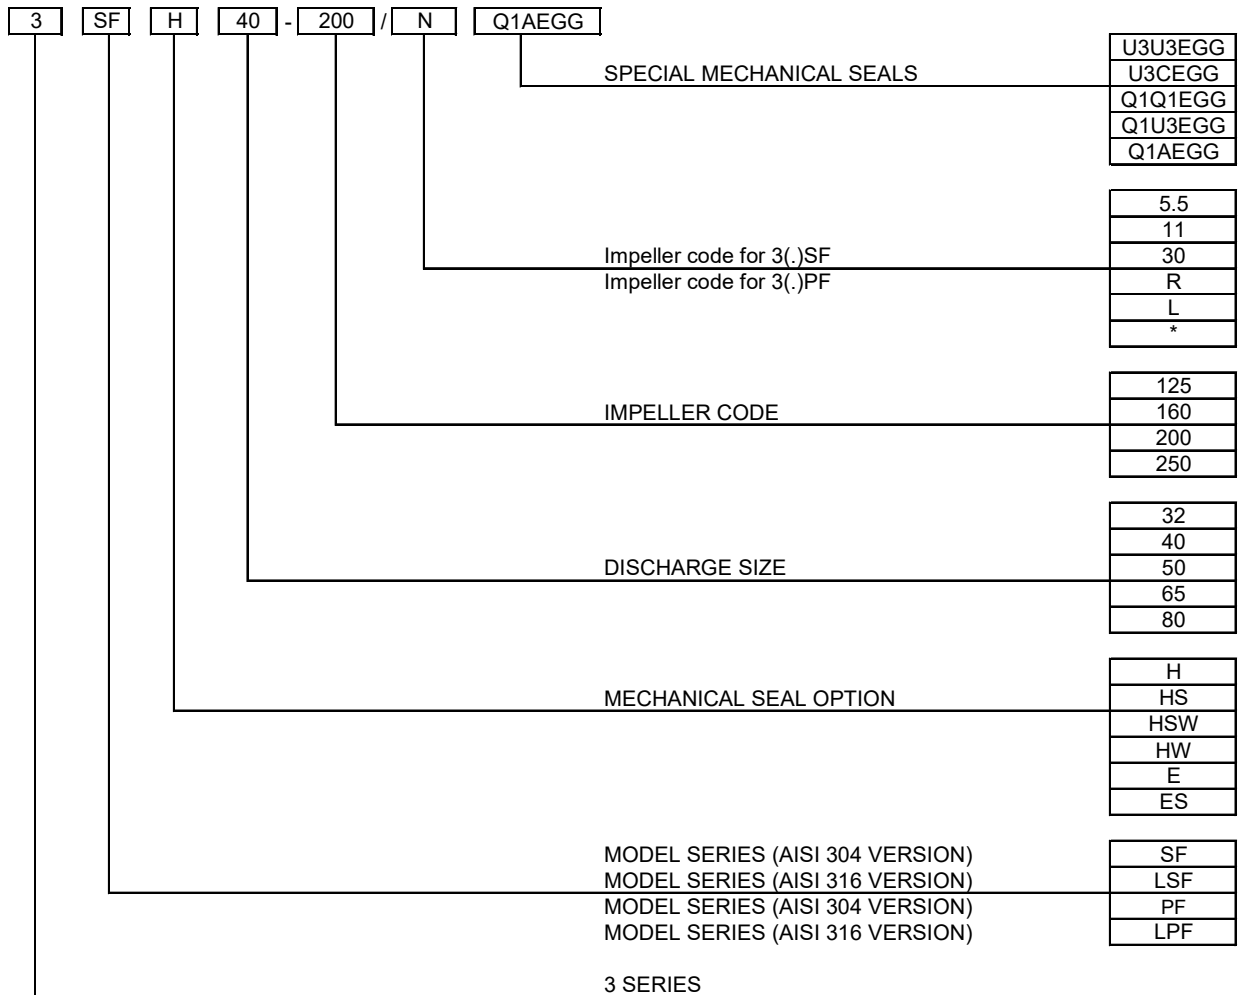 3 SF H 40 - 200 / N Q1AEGG
U3U3EGG
SPECIAL MECHANICAL SEALS U3CEGG
Q1Q1EGG
Q1U3EGG
Q1AEGG
5.5
11
Impeller code for 3(.)SF 30
Impeller code for 3(.)PF R
L
*
125
IMPELLER CODE 160
200
250
32
40
DISCHARGE SIZE 50
65
80
H
MECHANICAL SEAL OPTION HS
HSW
HW
E
ES
MODEL SERIES (AISI 304 VERSION) SF
MODEL SERIES (AISI 316 VERSION) LSF
MODEL SERIES (AISI 304 VERSION) PF
MODEL SERIES (AISI 316 VERSION) LPF
3 SERIES